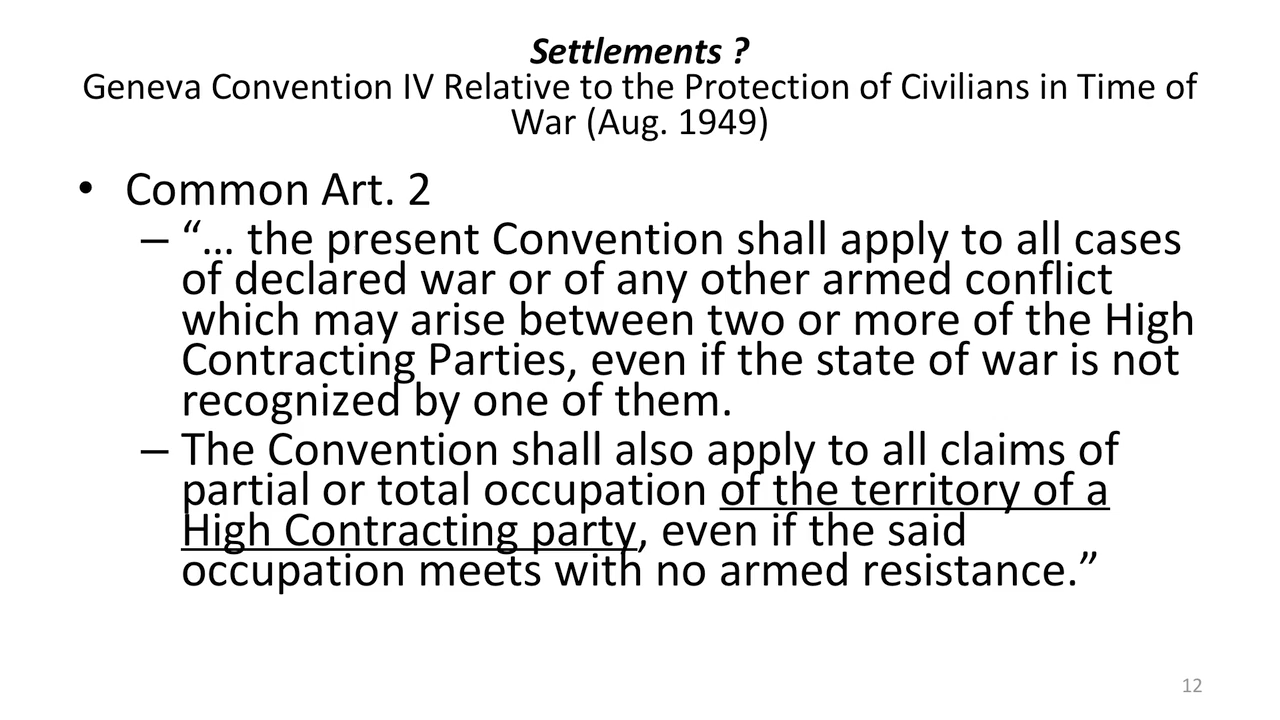 Settlements ?
Geneva Convention IV Relative to the Protection of Civilians in Time of
War (Aug. 1949)
• Common Art. 2
– “… the present Convention shall apply to all cases
of declared war or of any other armed conflict
which may arise between two or more of the High
Contracting Parties, even if the state of war is not
recognized by one of them.
– The Convention shall also apply to all claims of
partial or total occupation of the territory of a
High Contracting party, even if the said
occupation meets with no armed resistance.”
12